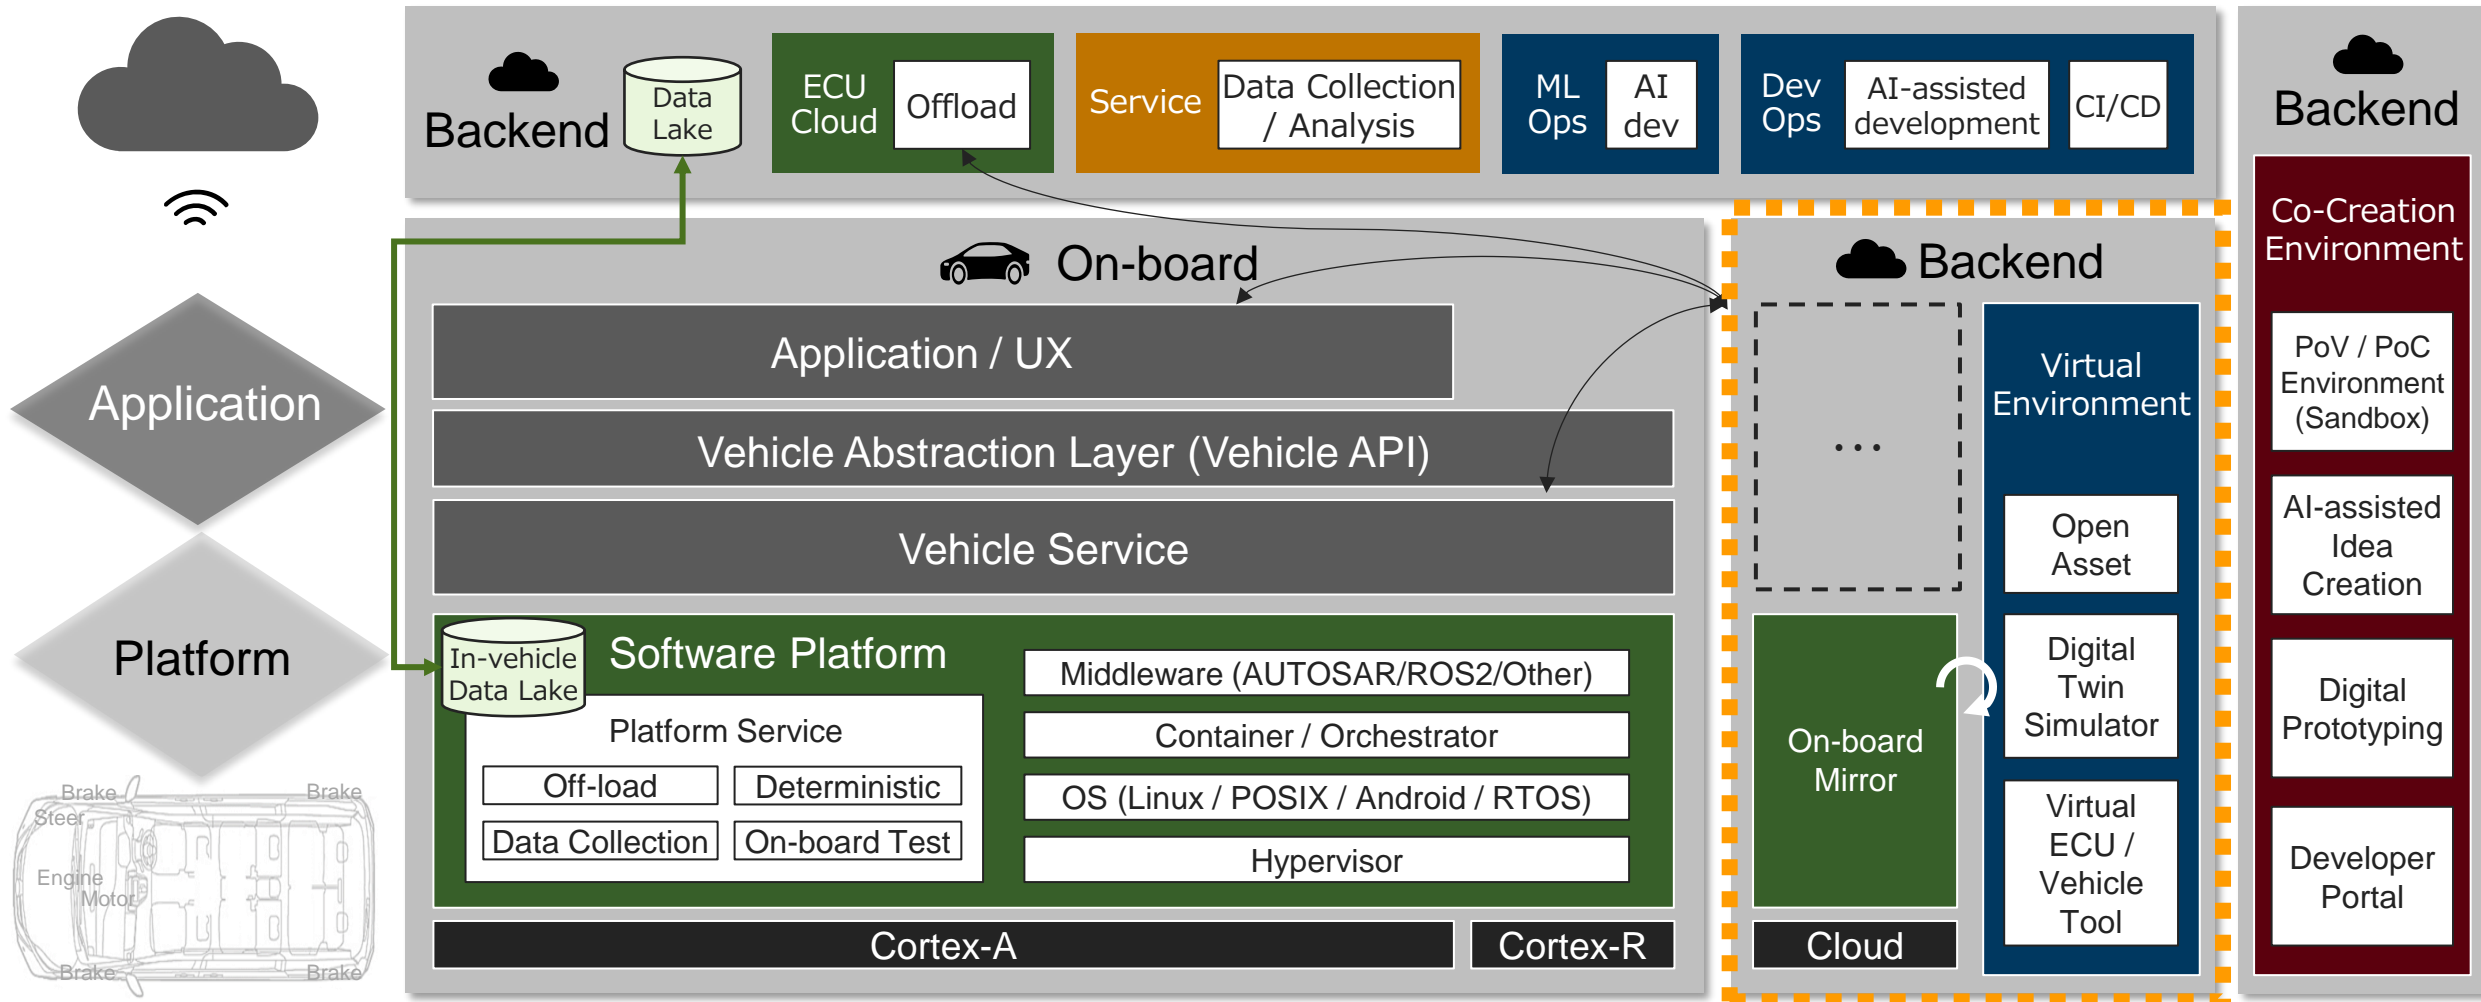 Backend
Data
Lake
ECU
Cloud
Offload
Service
Data Collection
/ Analysis
ML
Ops
AI
dev
Dev
Ops
AI-assisted
development
CI/CD
Backend
Co-Creation
Environment
PoV / PoC
Environment
(Sandbox)
AI-assisted
Idea
Creation
Digital
Prototyping
Developer
Portal
Application
Platform
Brake
Brake
Steer
Engine
Motor
Brake
Brake
On-board
Application / UX
Vehicle Abstraction Layer (Vehicle API)
Vehicle Service
In-vehicle
Data Lake
Software Platform
Platform Service
Off-load
Deterministic
Data Collection
On-board Test
Middleware (AUTOSAR/ROS2/Other)
Container / Orchestrator
OS (Linux / POSIX / Android / RTOS)
Hypervisor
Cortex-A
Cortex-R
Backend
...
On-board
Mirror
Cloud
Virtual
Environment
Open
Asset
Digital
Twin
Simulator
Virtual
ECU /
Vehicle
Tool